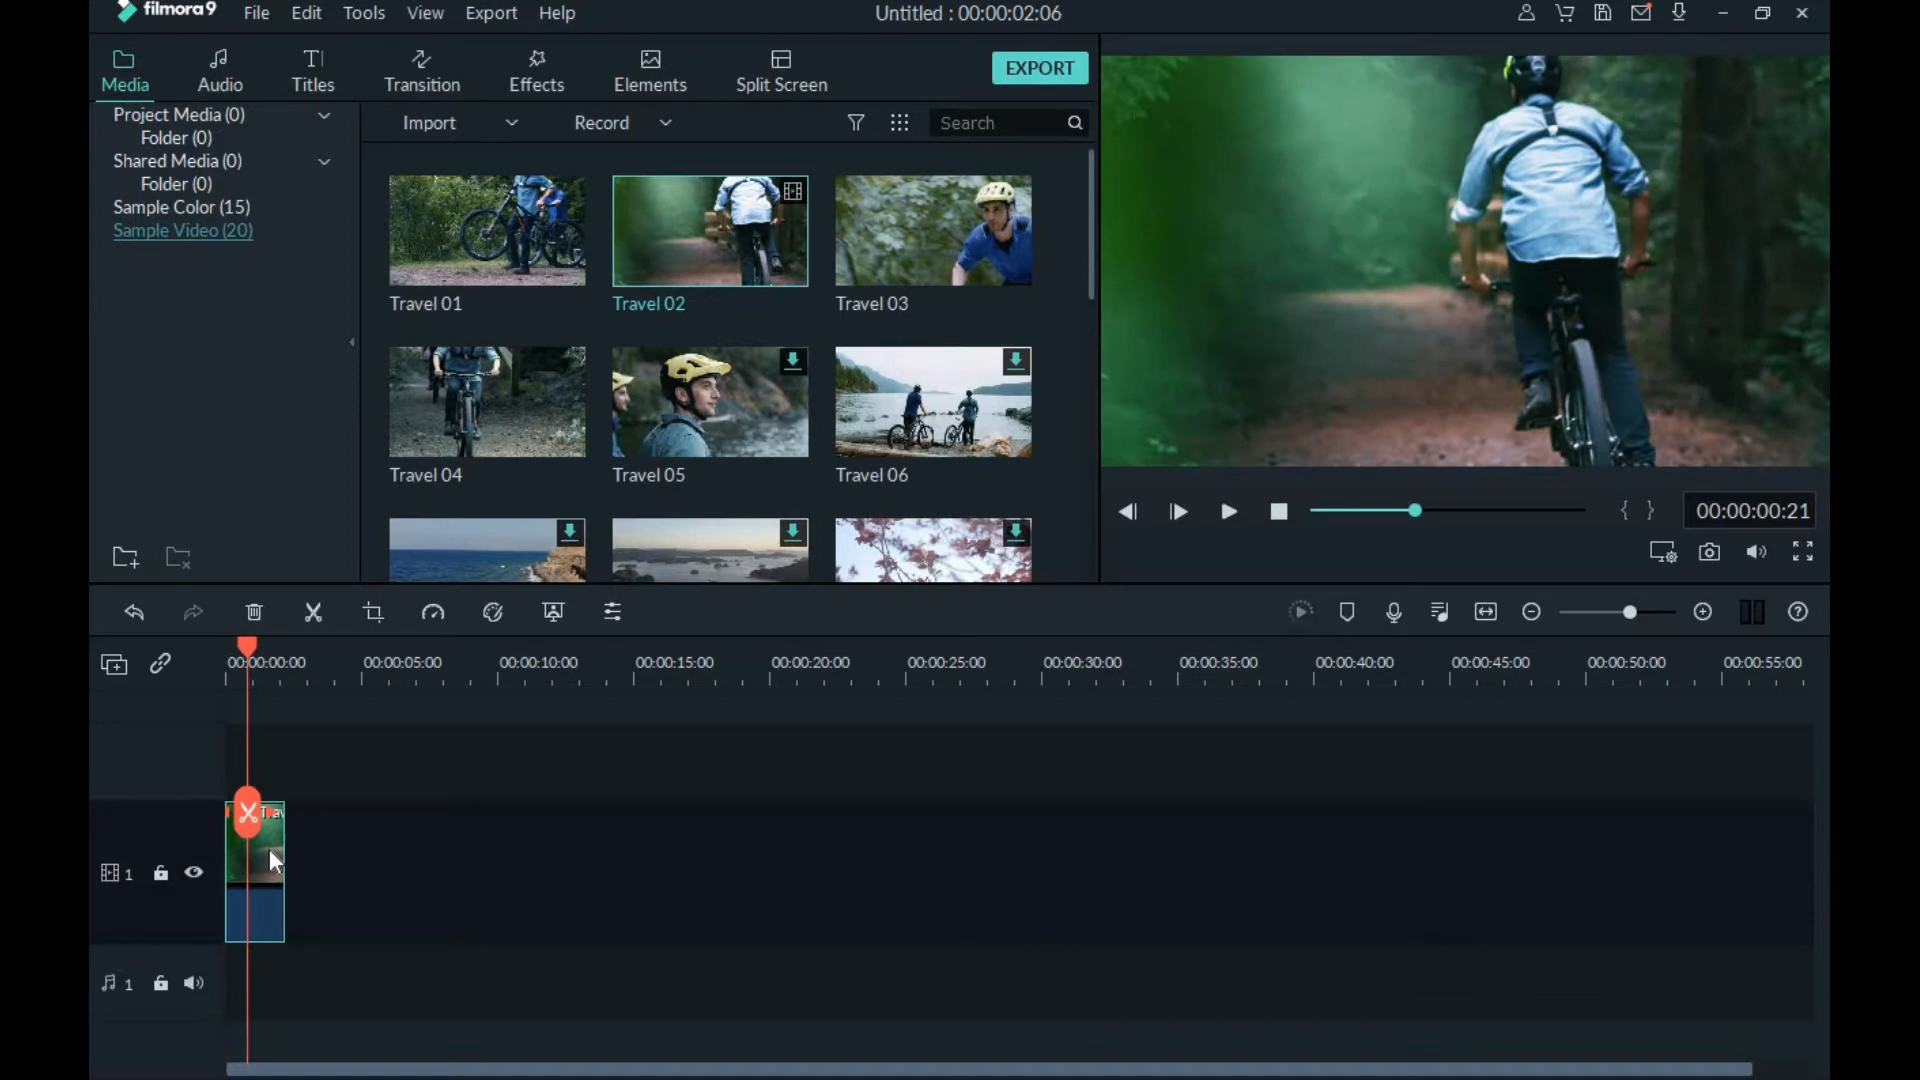 filmora9 File Edit Tools View Export Help Untitled : 00:00:02:06
Media Audio Titles Transition Effects Elements Split Screen EXPORT
Project Media (0)
Folder (0)
Shared Media (0)
Folder (0)
Sample Color (15)
Sample Video (20)
Import Record Search
Travel 01 Travel 02 Travel 03
Travel 04 Travel 05 Travel 06
00:00:00:21
00:00:00:00 00:00:05:00 00:00:10:00 00:00:15:00 00:00:20:00 00:00:25:00 00:00:30:00 00:00:35:00 00:00:40:00 00:00:45:00 00:00:50:00 00:00:55:00
Trav
1
1